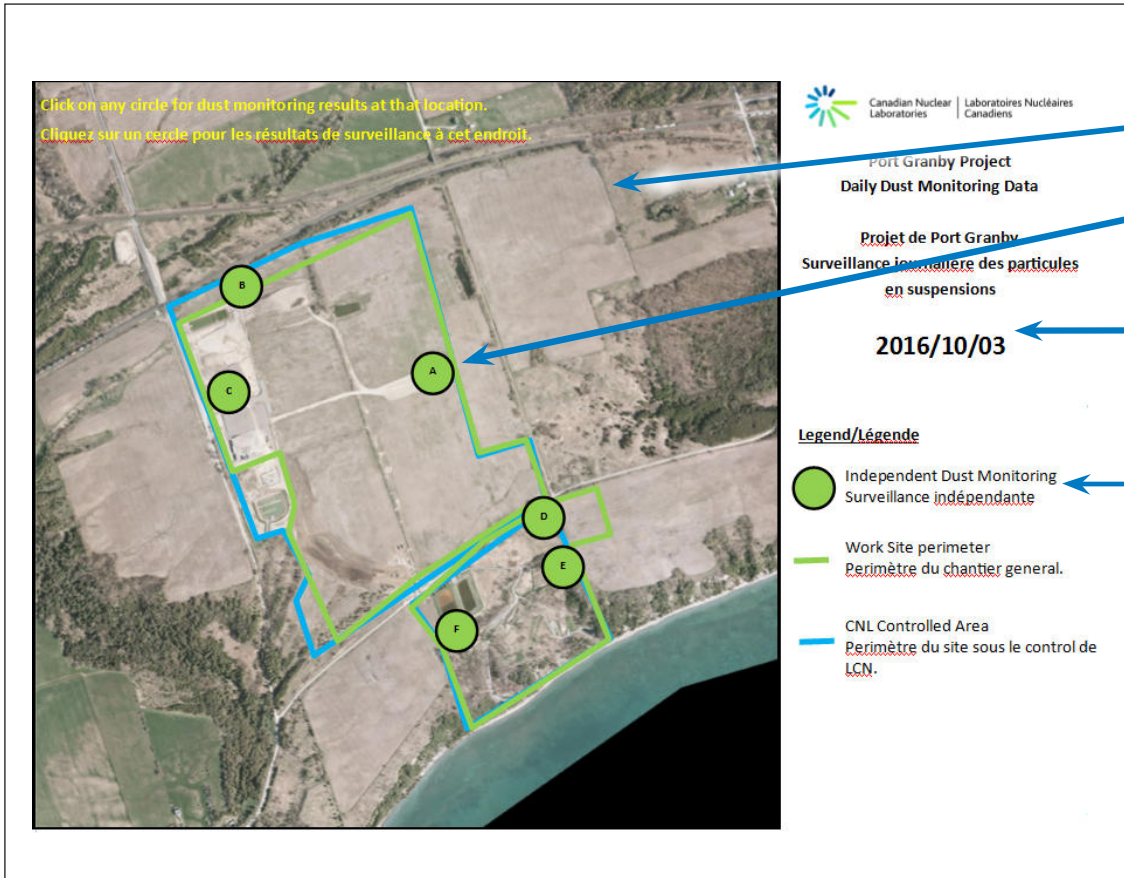 Click on any circle for dust monitoring results at that location.
Cliquez sur un cercle pour les résultats de surveillance à cet endroit.
B
A
C
D
E
F
Canadian Nuclear Laboratories
Laboratoires Nucléaires Canadiens
Port Granby Project
Daily Dust Monitoring Data
Projet de Port Granby
Surveillance journalière des particules
en suspensions
2016/10/03
Legend/Légende
Independent Dust Monitoring
Surveillance indépendante
Work Site perimeter
Perimètre du chantier general.
CNL Controlled Area
Perimètre du site sous le control de
LCN.